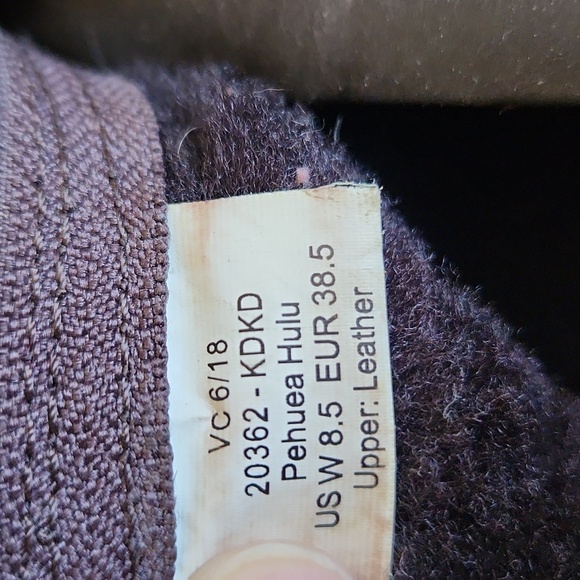 VC 6/18
20362 - KDKD
Pehuea Hulu
US W 8.5 EUR 38.5
Upper: Leather